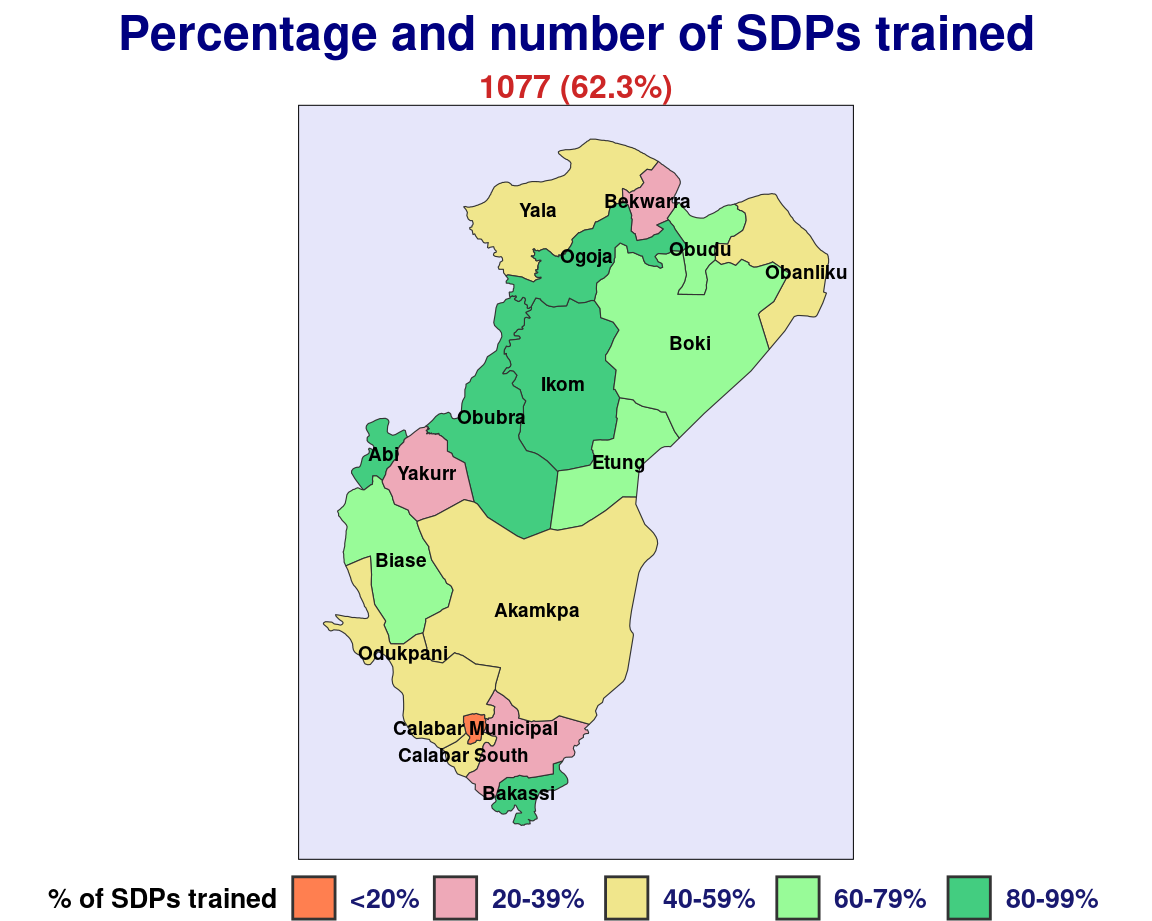 Percentage and number of SDPs trained
1077 (62.3%)
Yala
Bekwarra
Ogoja
Obudu
Obanliku
Boki
Ikom
Obubra
Abi
Yakurr
Etung
Biase
Akamkpa
Odukpani
Calabar Municipal
Calabar South
Bakassi
% of SDPs trained <20% 20-39% 40-59% 60-79% 80-99%